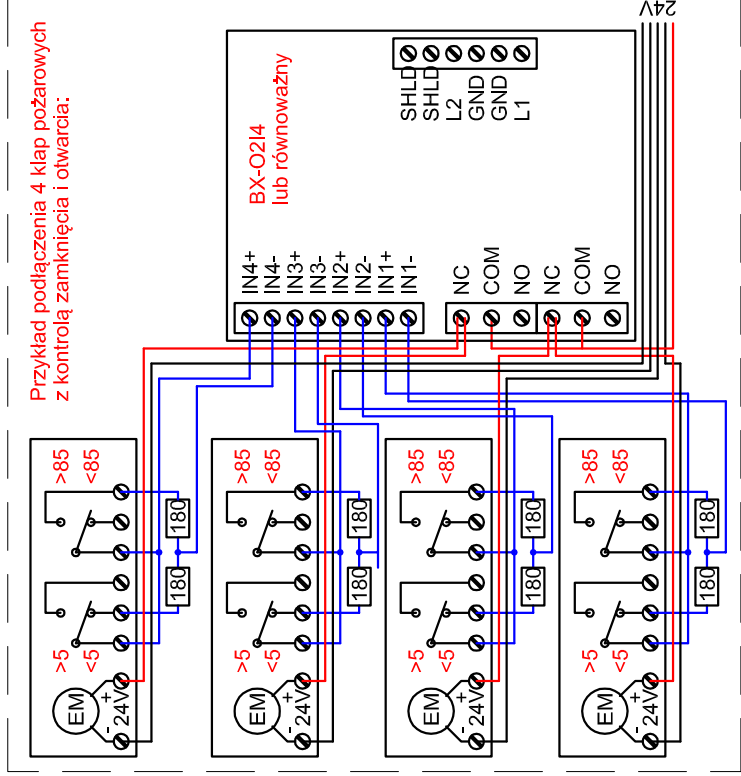 Przykład podłączenia 4 klap pożarowych
z kontrolą zamknięcia i otwarcia:
24V
BX-O2I4
lub równoważny
SHLD
SHLD
L2
GND
GND
L1
IN4+
IN4-
IN3+
IN3-
IN2+
IN2-
IN1+
IN1-
NC
COM
NO
NC
COM
NO
EM
- 24V +
>5
<5
>85
<85
180
180
EM
- 24V +
>5
<5
>85
<85
180
180
EM
- 24V +
>5
<5
>85
<85
180
180
EM
- 24V +
>5
<5
>85
<85
180
180